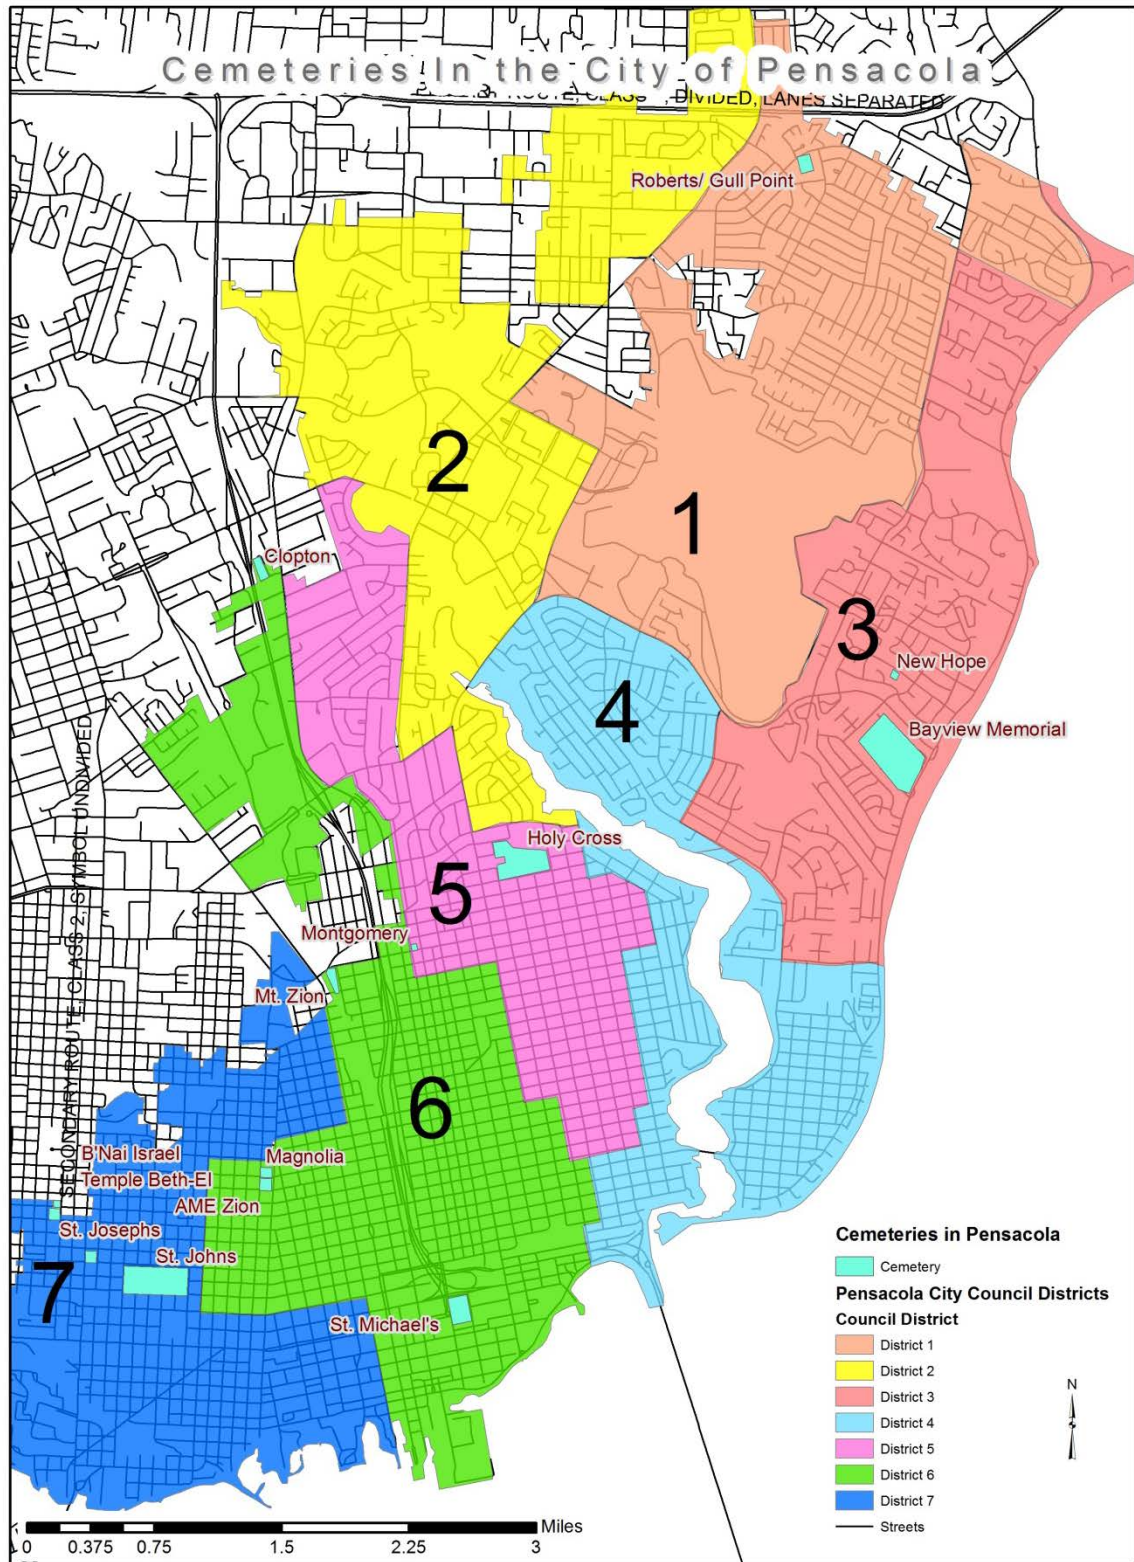 Cemeteries In the City of Pensacola
, DIVIDED, LANES SEPARATED
Roberts/ Gull Point
2
1
Clopton
3
New Hope
4
Bayview Memorial
SECONDARY ROUTE, CLASS 2, SYMBOL UNDIVIDED
Holy Cross
5
Montgomery
Mt. Zion
6
B'Nai Israel
Magnolia
Temple Beth-El
AME Zion
St. Josephs
St. Johns
7
St. Michael's
Cemeteries in Pensacola
Cemetery
Pensacola City Council Districts
Council District
District 1
District 2
District 3
District 4
District 5
District 6
District 7
Streets
N
Miles
0 0.375 0.75 1.5 2.25 3